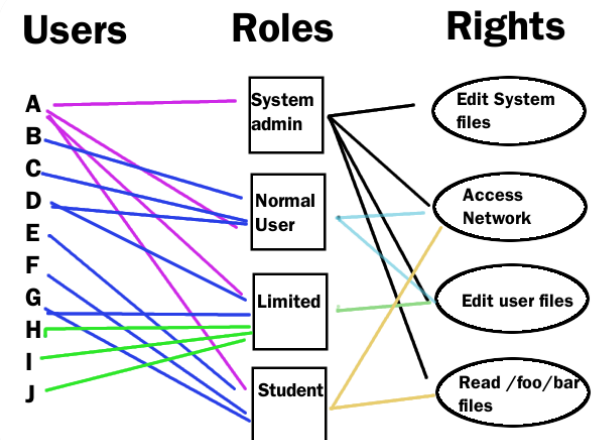 Users
Roles
Rights
A
B
C
D
E
F
G
H
I
J
System
admin
Normal
User
Limited
Student
Edit System
files
Access
Network
Edit user files
Read /foo/bar
files